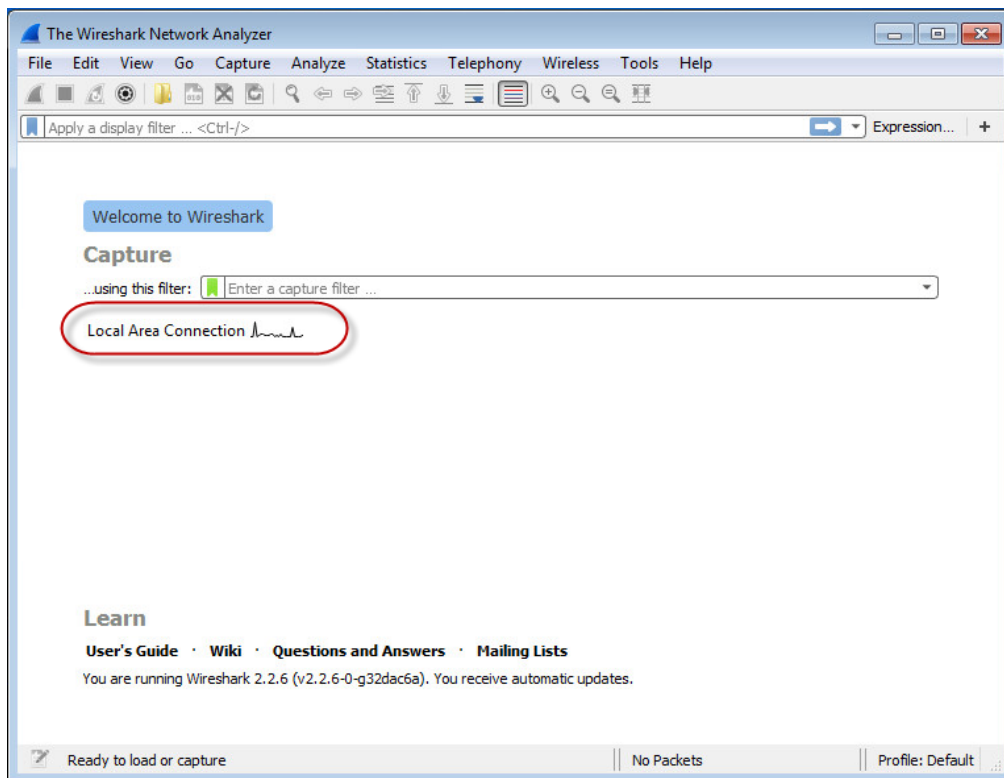 The Wireshark Network Analyzer
File Edit View Go Capture Analyze Statistics Telephony Wireless Tools Help
Apply a display filter ... <Ctrl-/> Expression... +
Welcome to Wireshark
Capture
...using this filter: Enter a capture filter ...
Local Area Connection
Learn
User's Guide · Wiki · Questions and Answers · Mailing Lists
You are running Wireshark 2.2.6 (v2.2.6-0-g32dac6a). You receive automatic updates.
Ready to load or capture No Packets Profile: Default